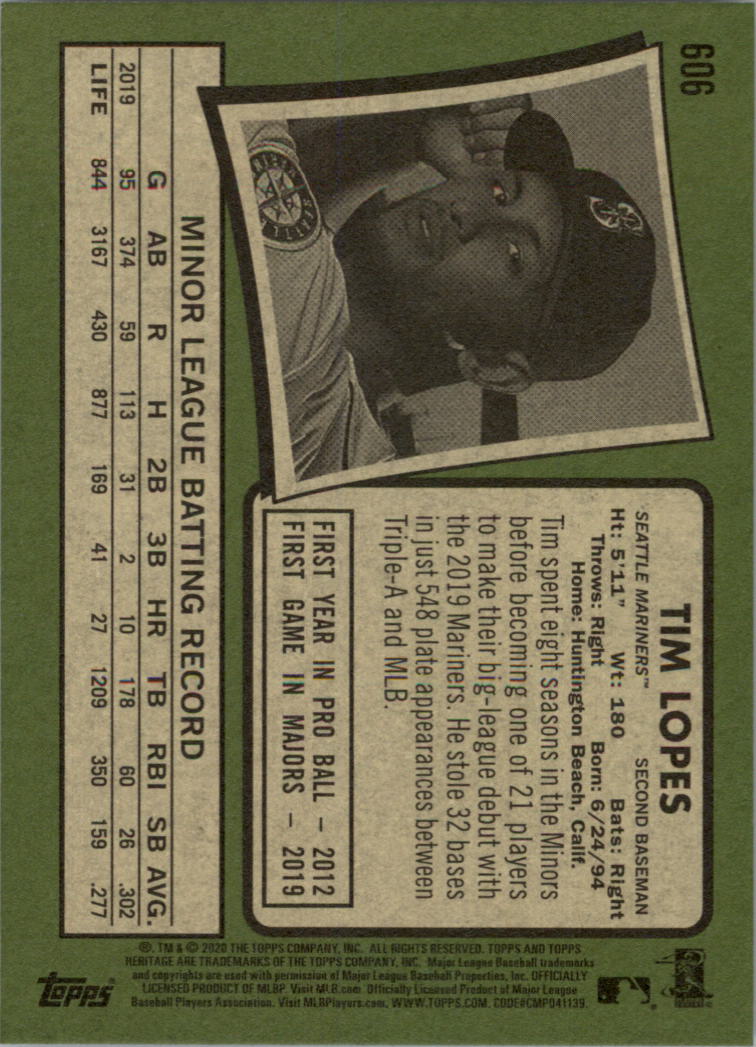 606
TIM LOPES
SEATTLE MARINERS™ SECOND BASEMAN
Ht: 5'11" Wt: 180 Bats: Right
Throws: Right Born: 6/24/94
Home: Huntington Beach, Calif.
Tim spent eight seasons in the Minors
before becoming one of 21 players
to make their big-league debut with
the 2019 Mariners. He stole 32 bases
in just 548 plate appearances between
Triple-A and MLB.
FIRST YEAR IN PRO BALL – 2012
FIRST GAME IN MAJORS – 2019
MINOR LEAGUE BATTING RECORD
G AB R H 2B 3B HR TB RBI SB AVG.
2019 95 374 59 113 31 2 10 178 60 26 .302
LIFE 844 3167 430 877 169 41 27 1209 350 159 .277
®, TM & © 2020 THE TOPPS COMPANY, INC. ALL RIGHTS RESERVED. TOPPS AND TOPPS
HERITAGE ARE TRADEMARKS OF THE TOPPS COMPANY, INC. Major League Baseball trademarks
and copyrights are used with permission of Major League Baseball Properties, Inc. OFFICIALLY
LICENSED PRODUCT OF MLBP. Visit MLB.com. Officially Licensed Product of Major League
Baseball Players Association. Visit MLBPlayers.com. WWW.TOPPS.COM. CODE#CMP041139.
topps